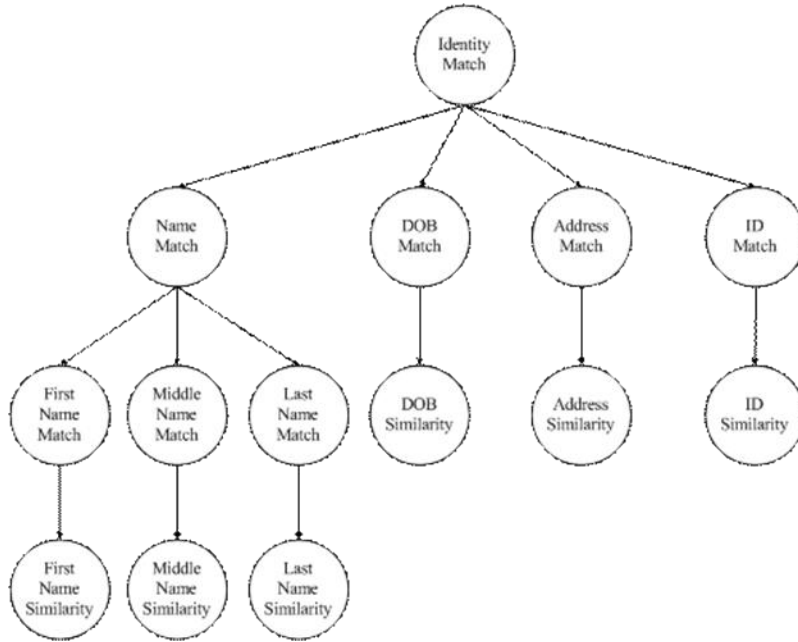 Identity
Match
Name
Match
DOB
Match
Address
Match
ID
Match
First
Name
Match
Middle
Name
Match
Last
Name
Match
DOB
Similarity
Address
Similarity
ID
Similarity
First
Name
Similarity
Middle
Name
Similarity
Last
Name
Similarity